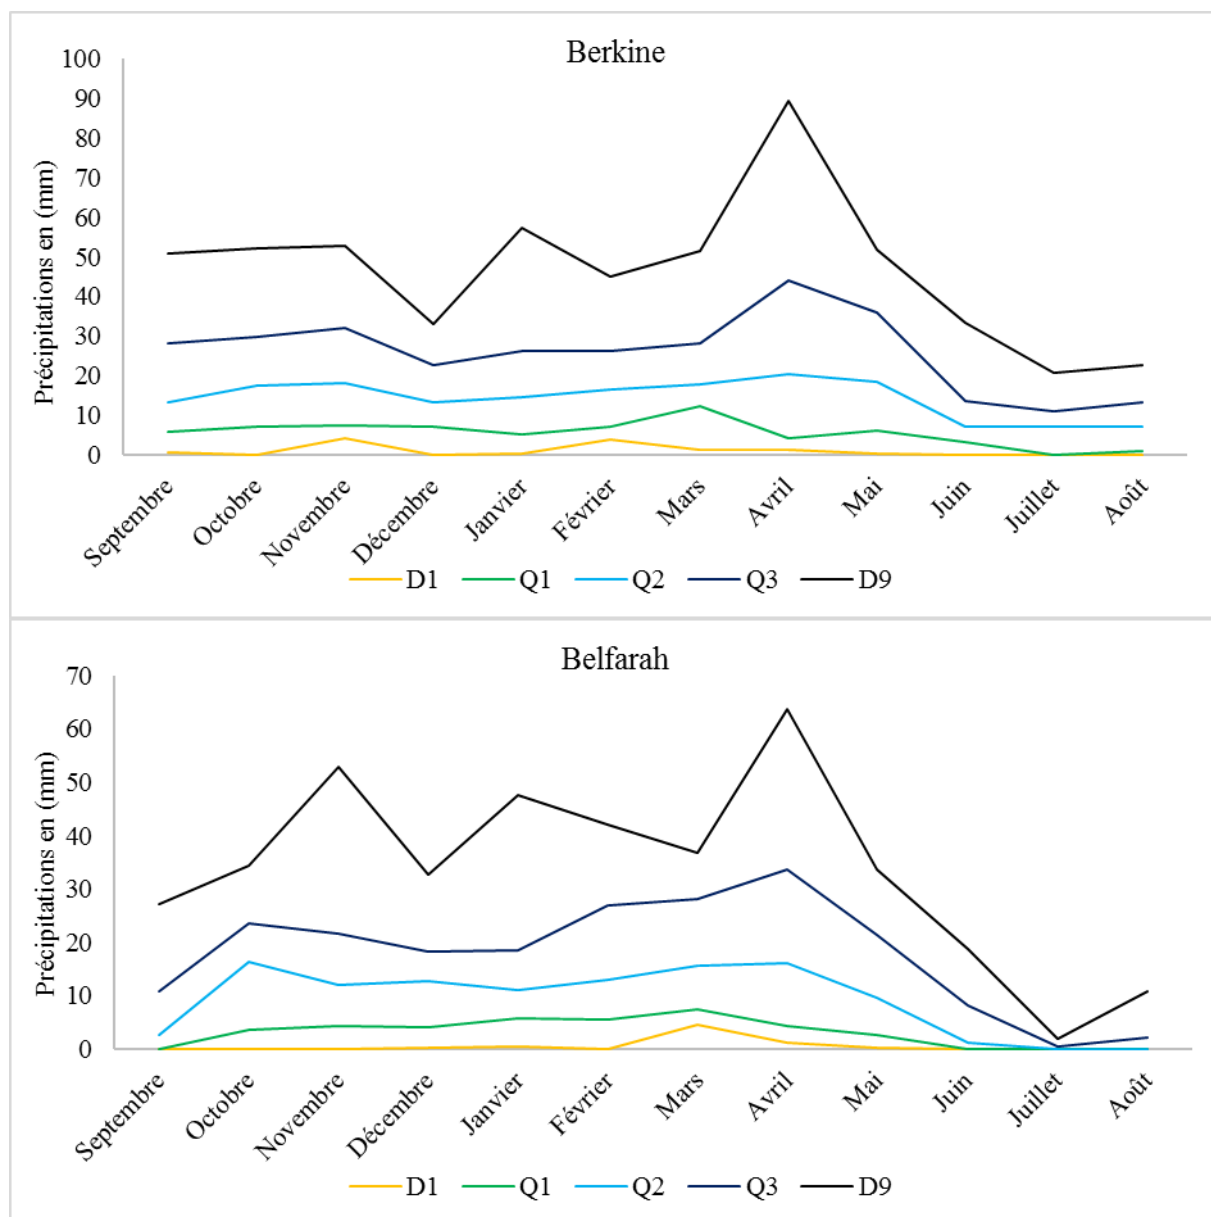 Berkine
Précipitations en (mm)
100
90
80
70
60
50
40
30
20
10
0
Septembre
Octobre
Novembre
Décembre
Janvier
Février
Mars
Avril
Mai
Juin
Juillet
Août
D1 Q1 Q2 Q3 D9
Belfarah
Précipitations en (mm)
70
60
50
40
30
20
10
0
Septembre
Octobre
Novembre
Décembre
Janvier
Février
Mars
Avril
Mai
Juin
Juillet
Août
D1 Q1 Q2 Q3 D9